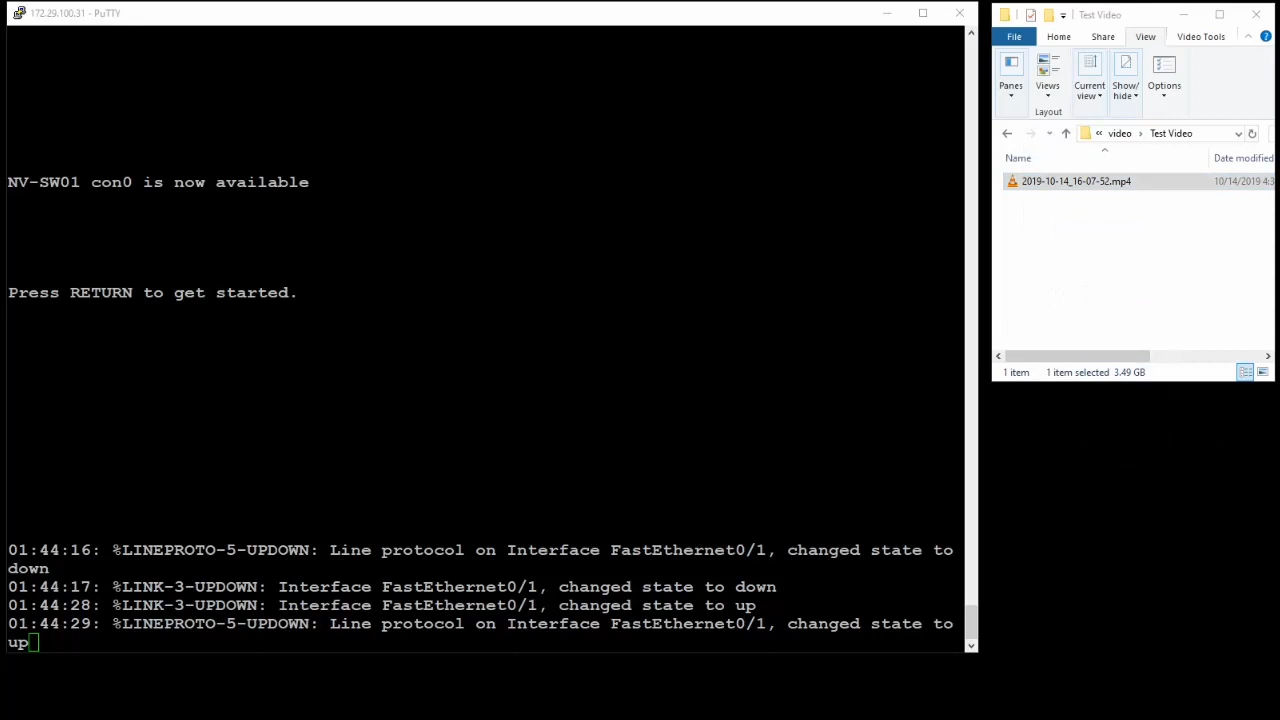 172.29.100.31 - PuTTY
NV-SW01 con0 is now available
Press RETURN to get started.
01:44:16: %LINEPROTO-5-UPDOWN: Line protocol on Interface FastEthernet0/1, changed state to
down
01:44:17: %LINK-3-UPDOWN: Interface FastEthernet0/1, changed state to down
01:44:28: %LINK-3-UPDOWN: Interface FastEthernet0/1, changed state to up
01:44:29: %LINEPROTO-5-UPDOWN: Line protocol on Interface FastEthernet0/1, changed state to
up
Test Video
File Home Share View Video Tools
Panes Views Current view Show/hide Options
Layout
« video › Test Video
Name Date modified
2019-10-14_16-07-52.mp4 10/14/2019 4:3
1 item 1 item selected 3.49 GB